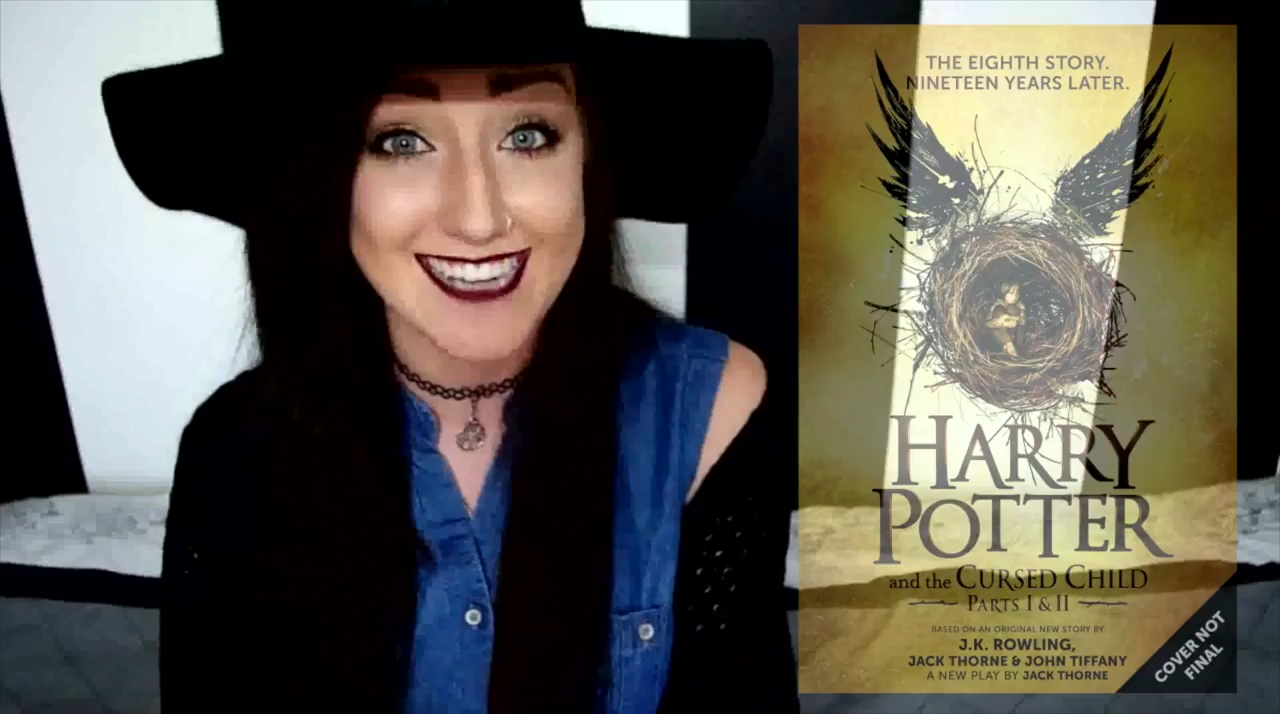 THE EIGHTH STORY.
NINETEEN YEARS LATER.
HARRY
POTTER
and the CURSED CHILD
PARTS I & II
BASED ON AN ORIGINAL NEW STORY BY
J.K. ROWLING,
JACK THORNE & JOHN TIFFANY
A NEW PLAY BY JACK THORNE
COVER NOT
FINAL